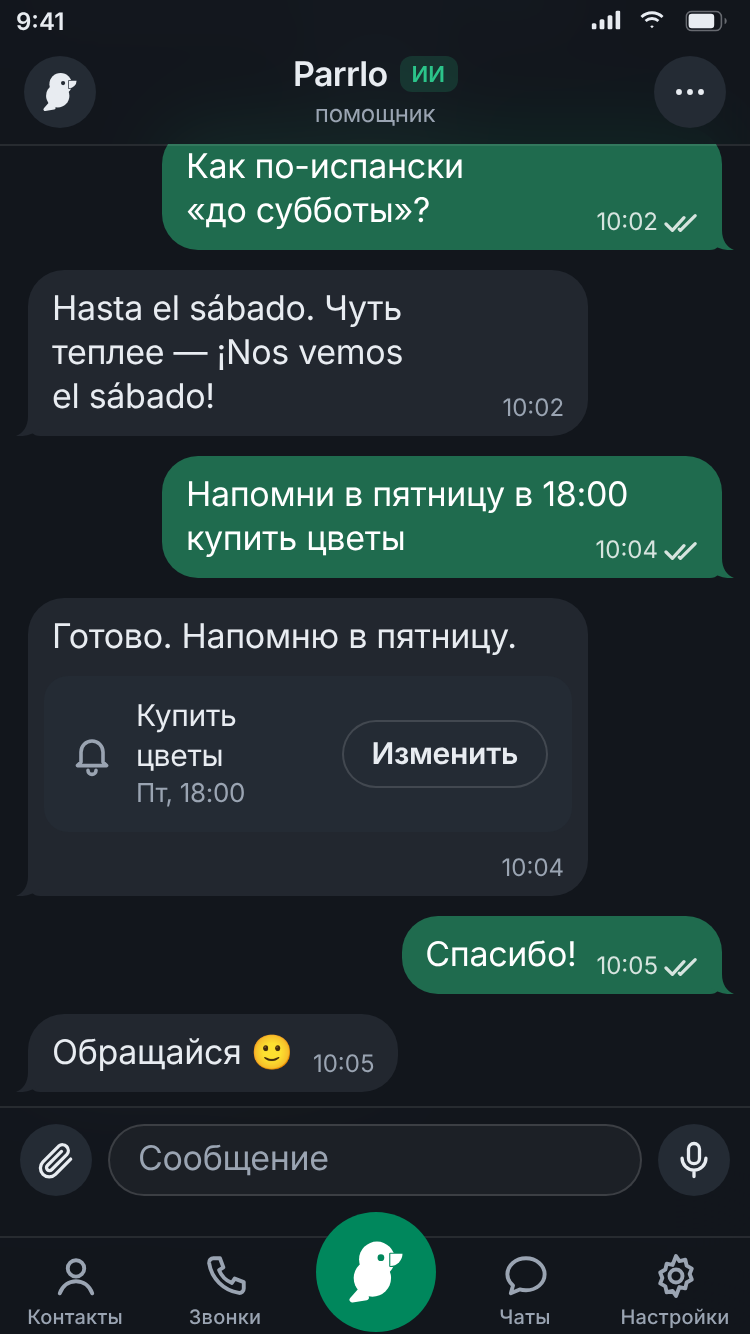 9:41
Parrlo ИИ
помощник
Как по-испански
«до субботы»?
10:02
Hasta el sábado. Чуть
теплее — ¡Nos vemos
el sábado!
10:02
Напомни в пятницу в 18:00
купить цветы
10:04
Готово. Напомню в пятницу.
Купить
цветы
Пт, 18:00
Изменить
10:04
Спасибо! 10:05
Обращайся 🙂 10:05
Сообщение
Контакты
Звонки
Чаты
Настройки